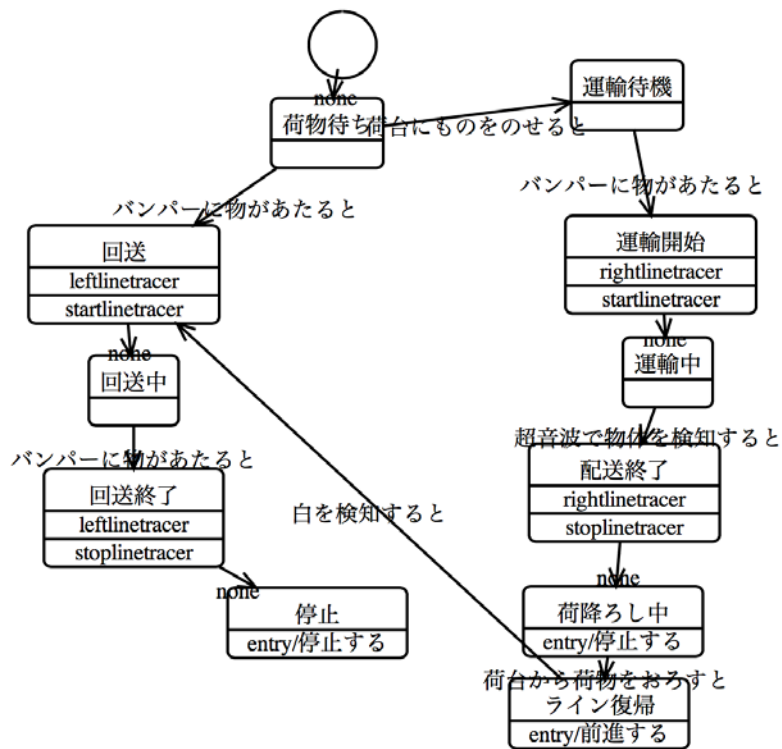 none
荷物待ち
荷台にものをのせると
運輸待機
バンパーに物があたると
バンパーに物があたると
回送
leftlinetracer
startlinetracer
運輸開始
rightlinetracer
startlinetracer
none
回送中
none
運輸中
バンパーに物があたると
超音波で物体を検知すると
回送終了
leftlinetracer
stoplinetracer
配送終了
rightlinetracer
stoplinetracer
白を検知すると
none
停止
entry/停止する
none
荷降ろし中
entry/停止する
荷台から荷物をおろすと
ライン復帰
entry/前進する